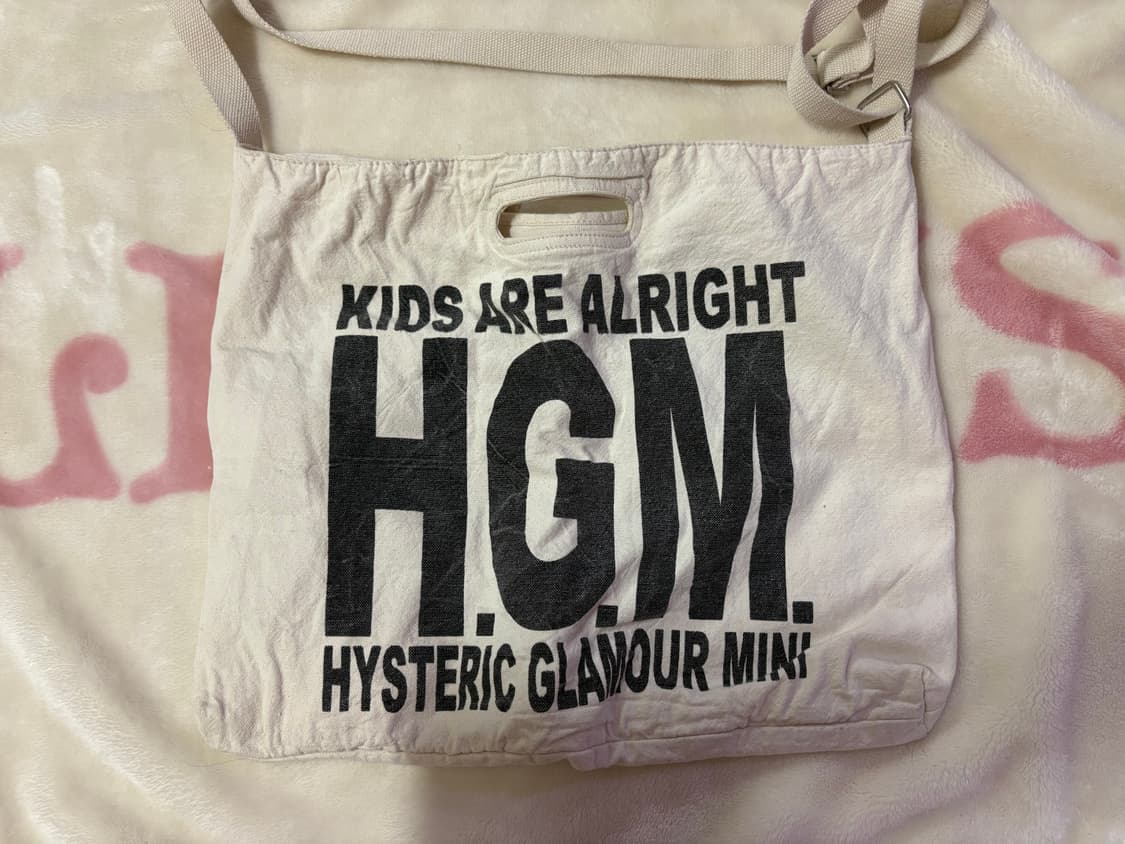 KIDS ARE ALRIGHT
H.G.M.
HYSTERIC GLAMOUR MINI